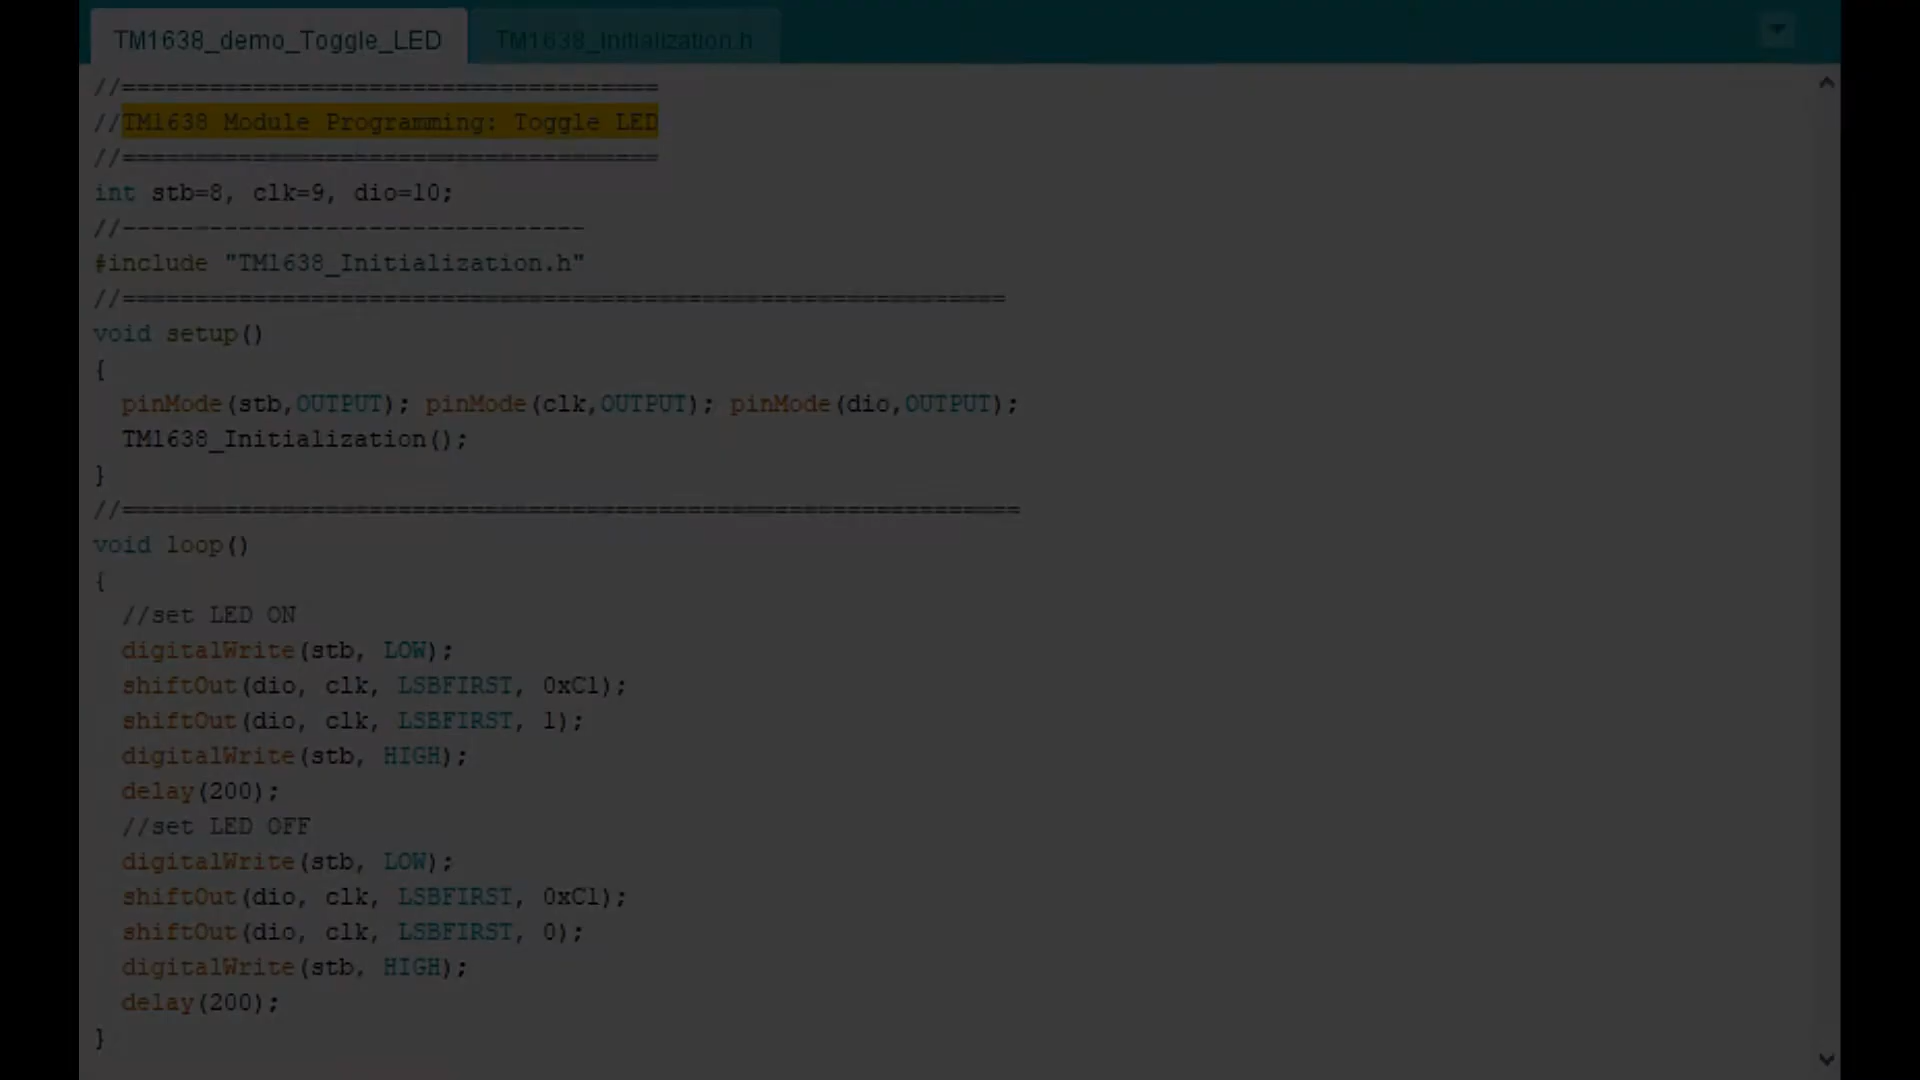 TM1638_demo_Toggle_LED TM1638_Initialization.h
//=====================================
//TM1638 Module Programming: Toggle LED
//=====================================
int stb=8, clk=9, dio=10;
//--------------------------------
#include "TM1638_Initialization.h"
//=============================================================
void setup()
{
  pinMode(stb,OUTPUT); pinMode(clk,OUTPUT); pinMode(dio,OUTPUT);
  TM1638_Initialization();
}
//==============================================================
void loop()
{
  //set LED ON
  digitalWrite(stb, LOW);
  shiftOut(dio, clk, LSBFIRST, 0xC1);
  shiftOut(dio, clk, LSBFIRST, 1);
  digitalWrite(stb, HIGH);
  delay(200);
  //set LED OFF
  digitalWrite(stb, LOW);
  shiftOut(dio, clk, LSBFIRST, 0xC1);
  shiftOut(dio, clk, LSBFIRST, 0);
  digitalWrite(stb, HIGH);
  delay(200);
}